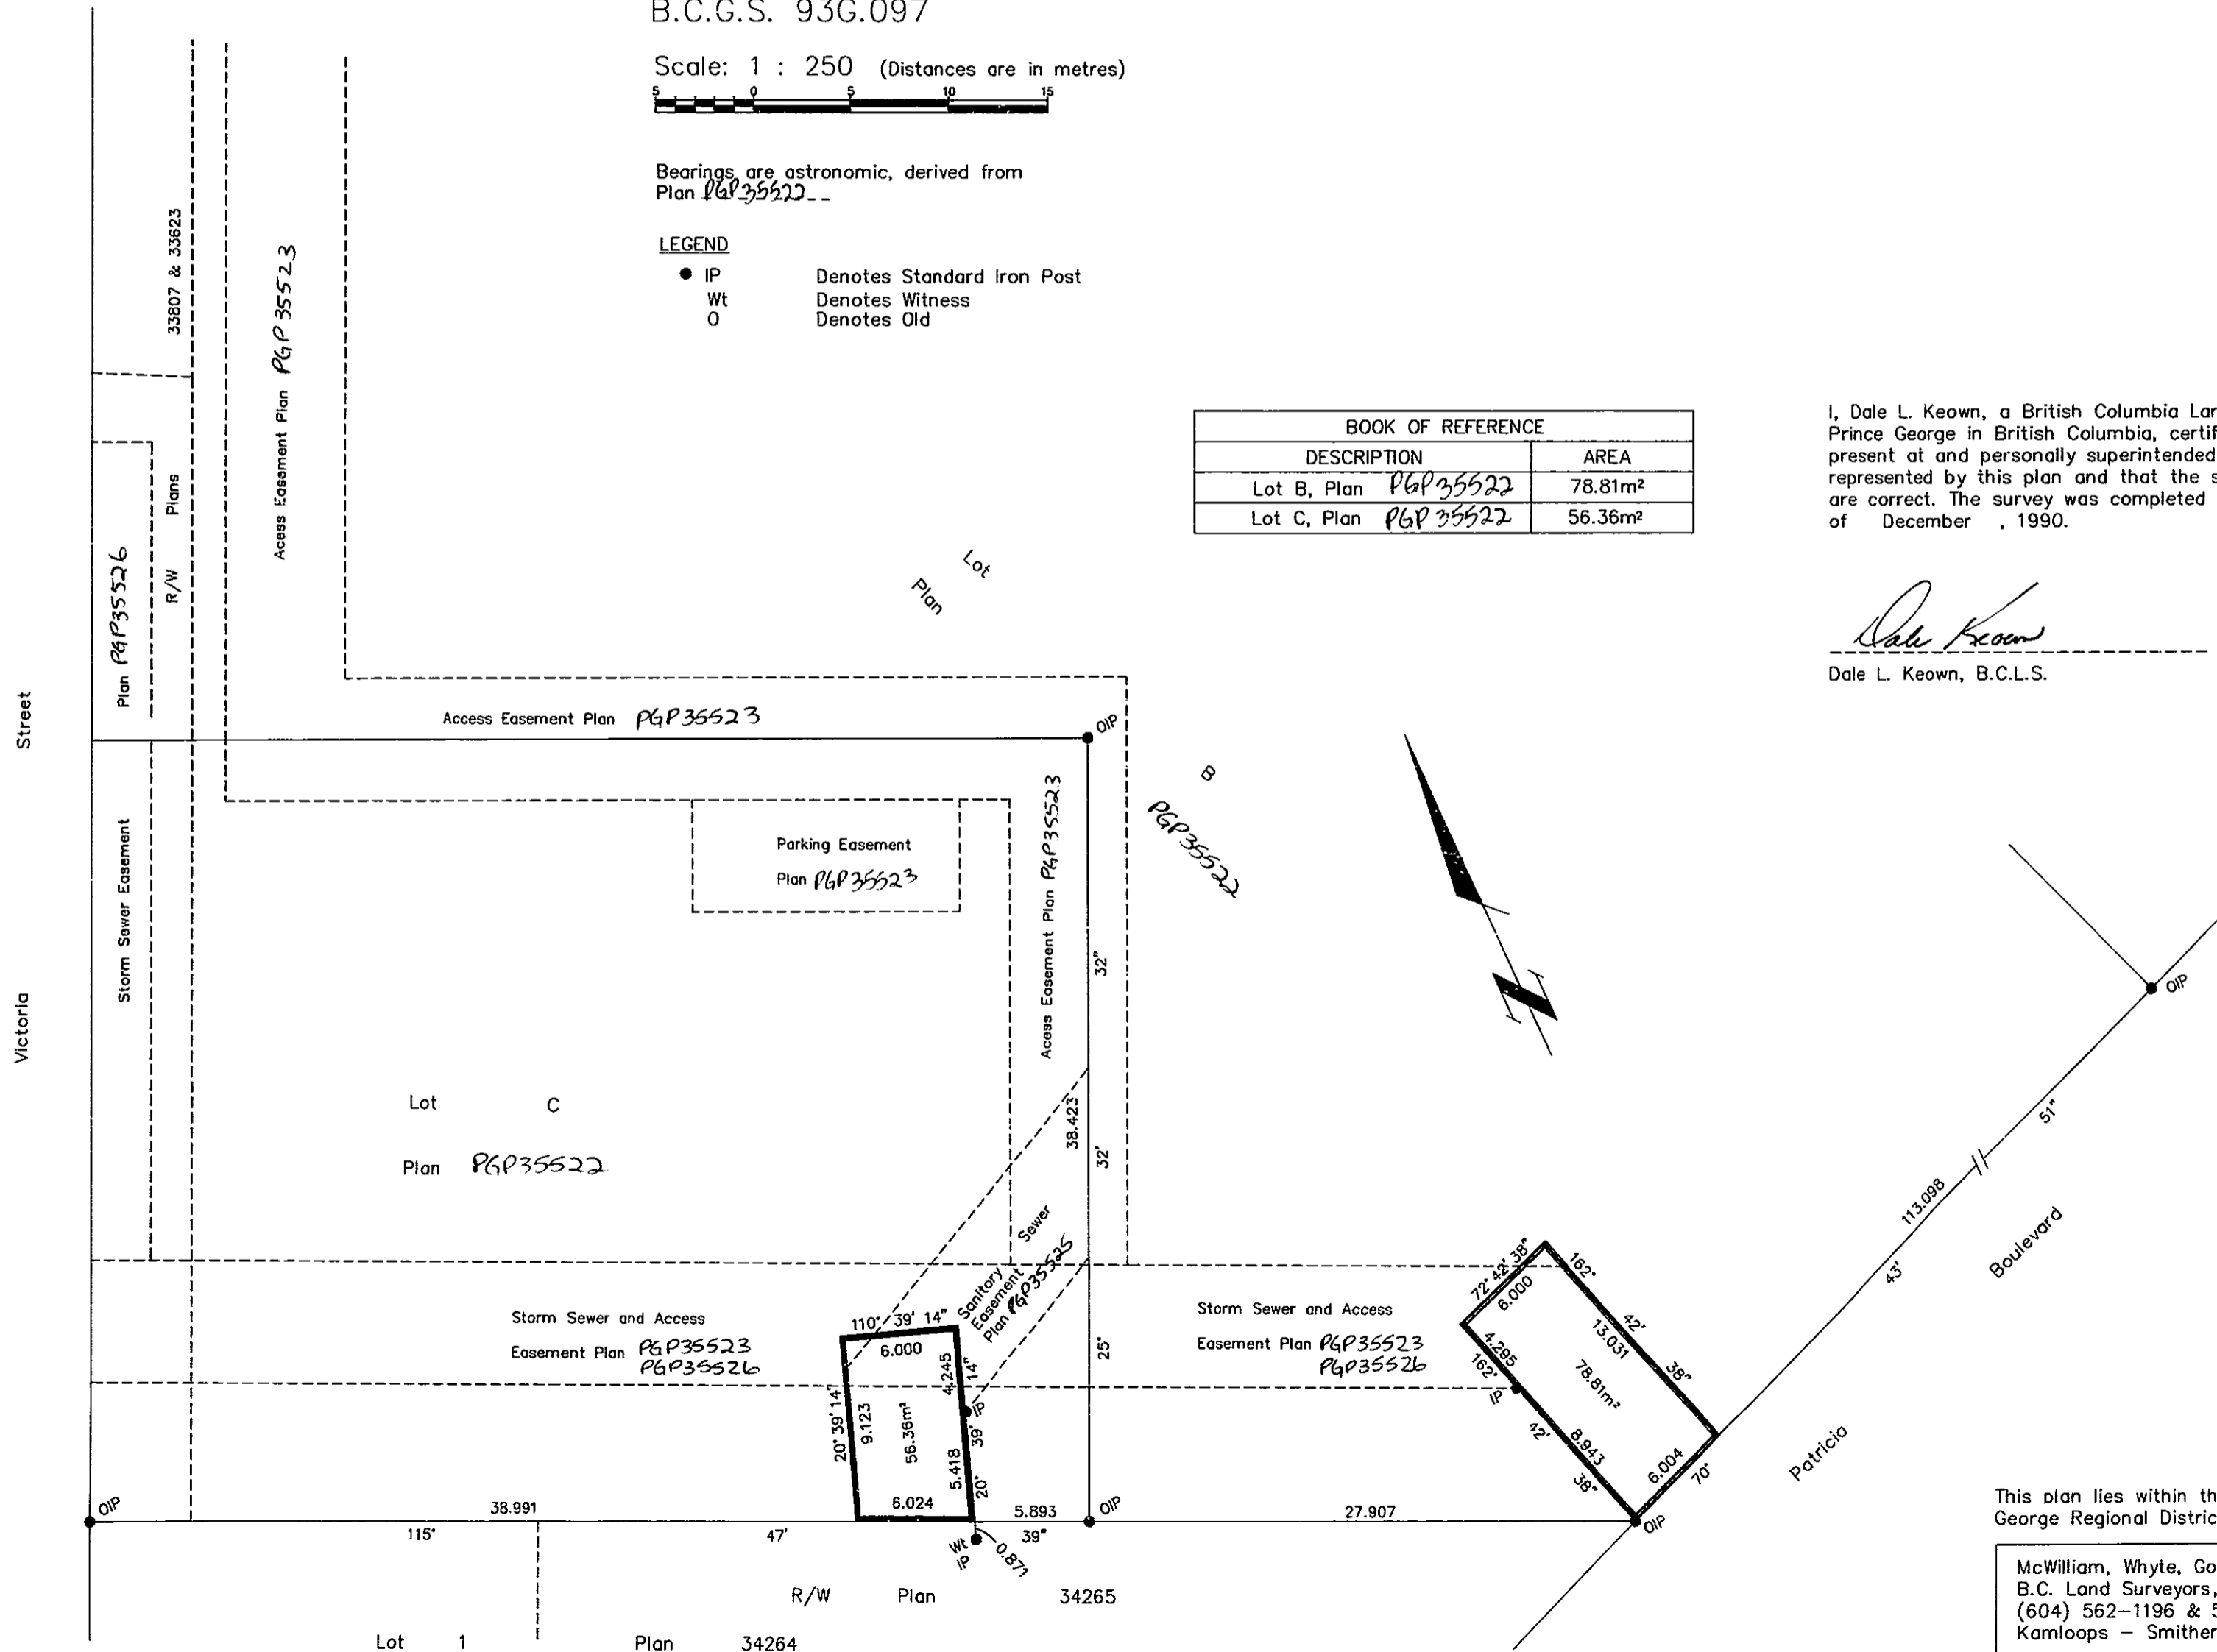 B.C.G.S. 93G.097
Scale: 1 : 250 (Distances are in metres)
5 0 5 10 15
Bearings are astronomic, derived from
Plan PGP35522
LEGEND
IP Denotes Standard Iron Post
Wt Denotes Witness
O Denotes Old
BOOK OF REFERENCE
DESCRIPTION AREA
Lot B, Plan PGP35522 78.81m²
Lot C, Plan PGP35522 56.36m²
I, Dale L. Keown, a British Columbia
Prince George in British Columbia,
present at and personally superintended
represented by this plan and that the
are correct. The survey was completed
of December , 1990.
Dale Keown
Dale L. Keown, B.C.L.S.
33807 & 33623
R/W Plans
Plan PGP35526
Acess Easement Plan PGP35523
Lot
Plan
B
PGP35522
Street
Victoria
Access Easement Plan PGP35523
OIP
Storm Sewer Easement
Parking Easement
Plan PGP35523
Acess Easement Plan PGP35523
32"
38.423
32'
25'
Lot C
Plan PGP35522
Sanitary Sewer
Easement
Plan PGP35525
Storm Sewer and Access
Easement Plan PGP35523
PGP35526
110° 39' 14"
6.000
4.245
14"
IP
20° 39' 14"
9.123
56.36m²
5.418
39'
20°
6.024
Storm Sewer and Access
Easement Plan PGP35523
PGP35526
72° 42' 38"
6.000
162°
42'
13.031
38"
4.295
162°
IP
78.81m²
42'
8.943
38"
6.004
70°
OIP
OIP
51"
113.098
43'
Boulevard
Patricia
OIP
38.991
5.893
OIP
27.907
115°
47'
39"
Wt
IP
0.871
R/W Plan 34265
Lot 1 Plan 34264
This plan lies within
George Regional
McWilliam, Whyte,
B.C. Land Surveyors,
(604) 562-1196 &
Kamloops –